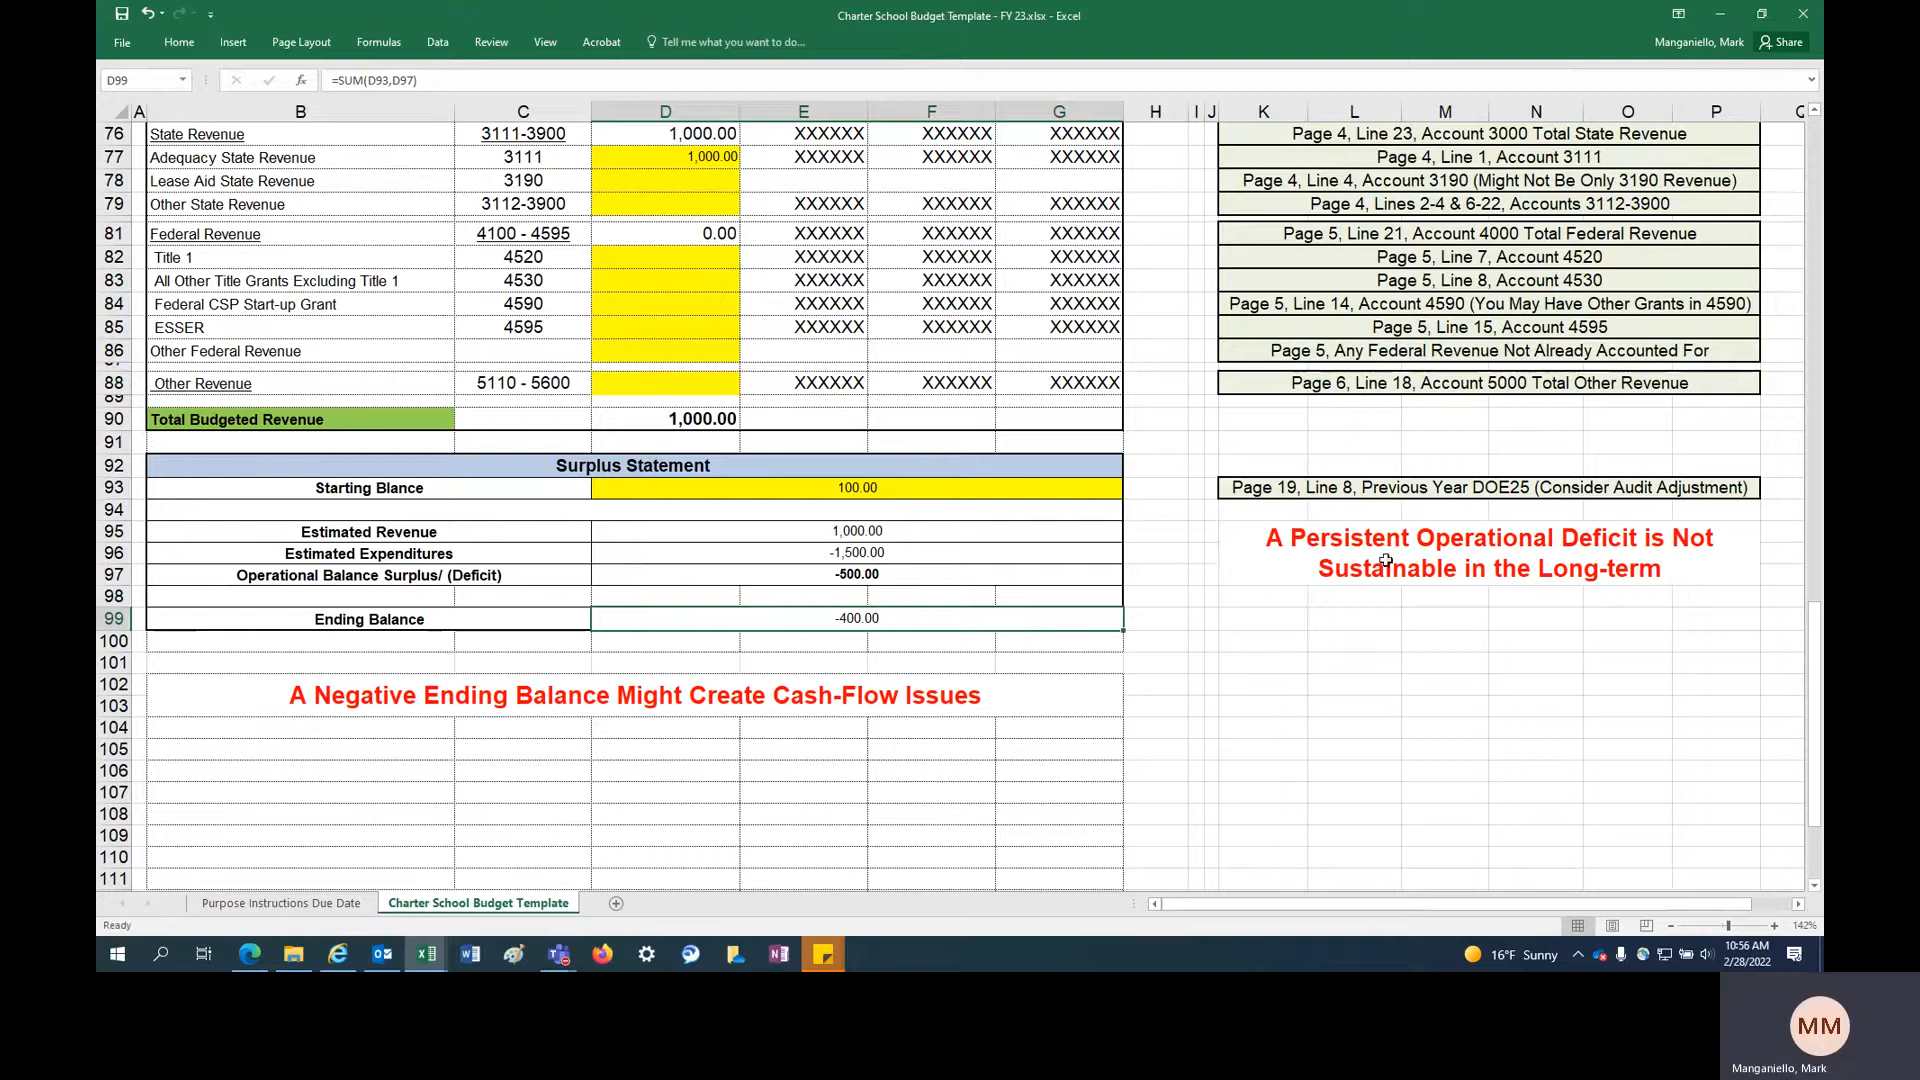 Charter School Budget Template - FY 23.xlsx - Excel
File Home Insert Page Layout Formulas Data Review View Acrobat Tell me what you want to do... Manganiello, Mark Share
D99 fx =SUM(D93,D97)
A B C D E F G H I J K L M N O P
76 State Revenue 3111-3900 1,000.00 XXXXXX XXXXXX XXXXXX Page 4, Line 23, Account 3000 Total State Revenue
77 Adequacy State Revenue 3111 1,000.00 XXXXXX XXXXXX XXXXXX Page 4, Line 1, Account 3111
78 Lease Aid State Revenue 3190 Page 4, Line 4, Account 3190 (Might Not Be Only 3190 Revenue)
79 Other State Revenue 3112-3900 XXXXXX XXXXXX XXXXXX Page 4, Lines 2-4 & 6-22, Accounts 3112-3900
81 Federal Revenue 4100 - 4595 0.00 XXXXXX XXXXXX XXXXXX Page 5, Line 21, Account 4000 Total Federal Revenue
82 Title 1 4520 XXXXXX XXXXXX XXXXXX Page 5, Line 7, Account 4520
83 All Other Title Grants Excluding Title 1 4530 XXXXXX XXXXXX XXXXXX Page 5, Line 8, Account 4530
84 Federal CSP Start-up Grant 4590 XXXXXX XXXXXX XXXXXX Page 5, Line 14, Account 4590 (You May Have Other Grants in 4590)
85 ESSER 4595 XXXXXX XXXXXX XXXXXX Page 5, Line 15, Account 4595
86 Other Federal Revenue Page 5, Any Federal Revenue Not Already Accounted For
88 Other Revenue 5110 - 5600 XXXXXX XXXXXX XXXXXX Page 6, Line 18, Account 5000 Total Other Revenue
89
90 Total Budgeted Revenue 1,000.00
91
92 Surplus Statement
93 Starting Blance 100.00 Page 19, Line 8, Previous Year DOE25 (Consider Audit Adjustment)
94
95 Estimated Revenue 1,000.00 A Persistent Operational Deficit is Not
96 Estimated Expenditures -1,500.00 Sustainable in the Long-term
97 Operational Balance Surplus/ (Deficit) -500.00
98
99 Ending Balance -400.00
100
101
102 A Negative Ending Balance Might Create Cash-Flow Issues
103
104
105
106
107
108
109
110
111
Purpose Instructions Due Date Charter School Budget Template
Ready 142%
16°F Sunny 10:56 AM
2/28/2022
MM
Manganiello, Mark